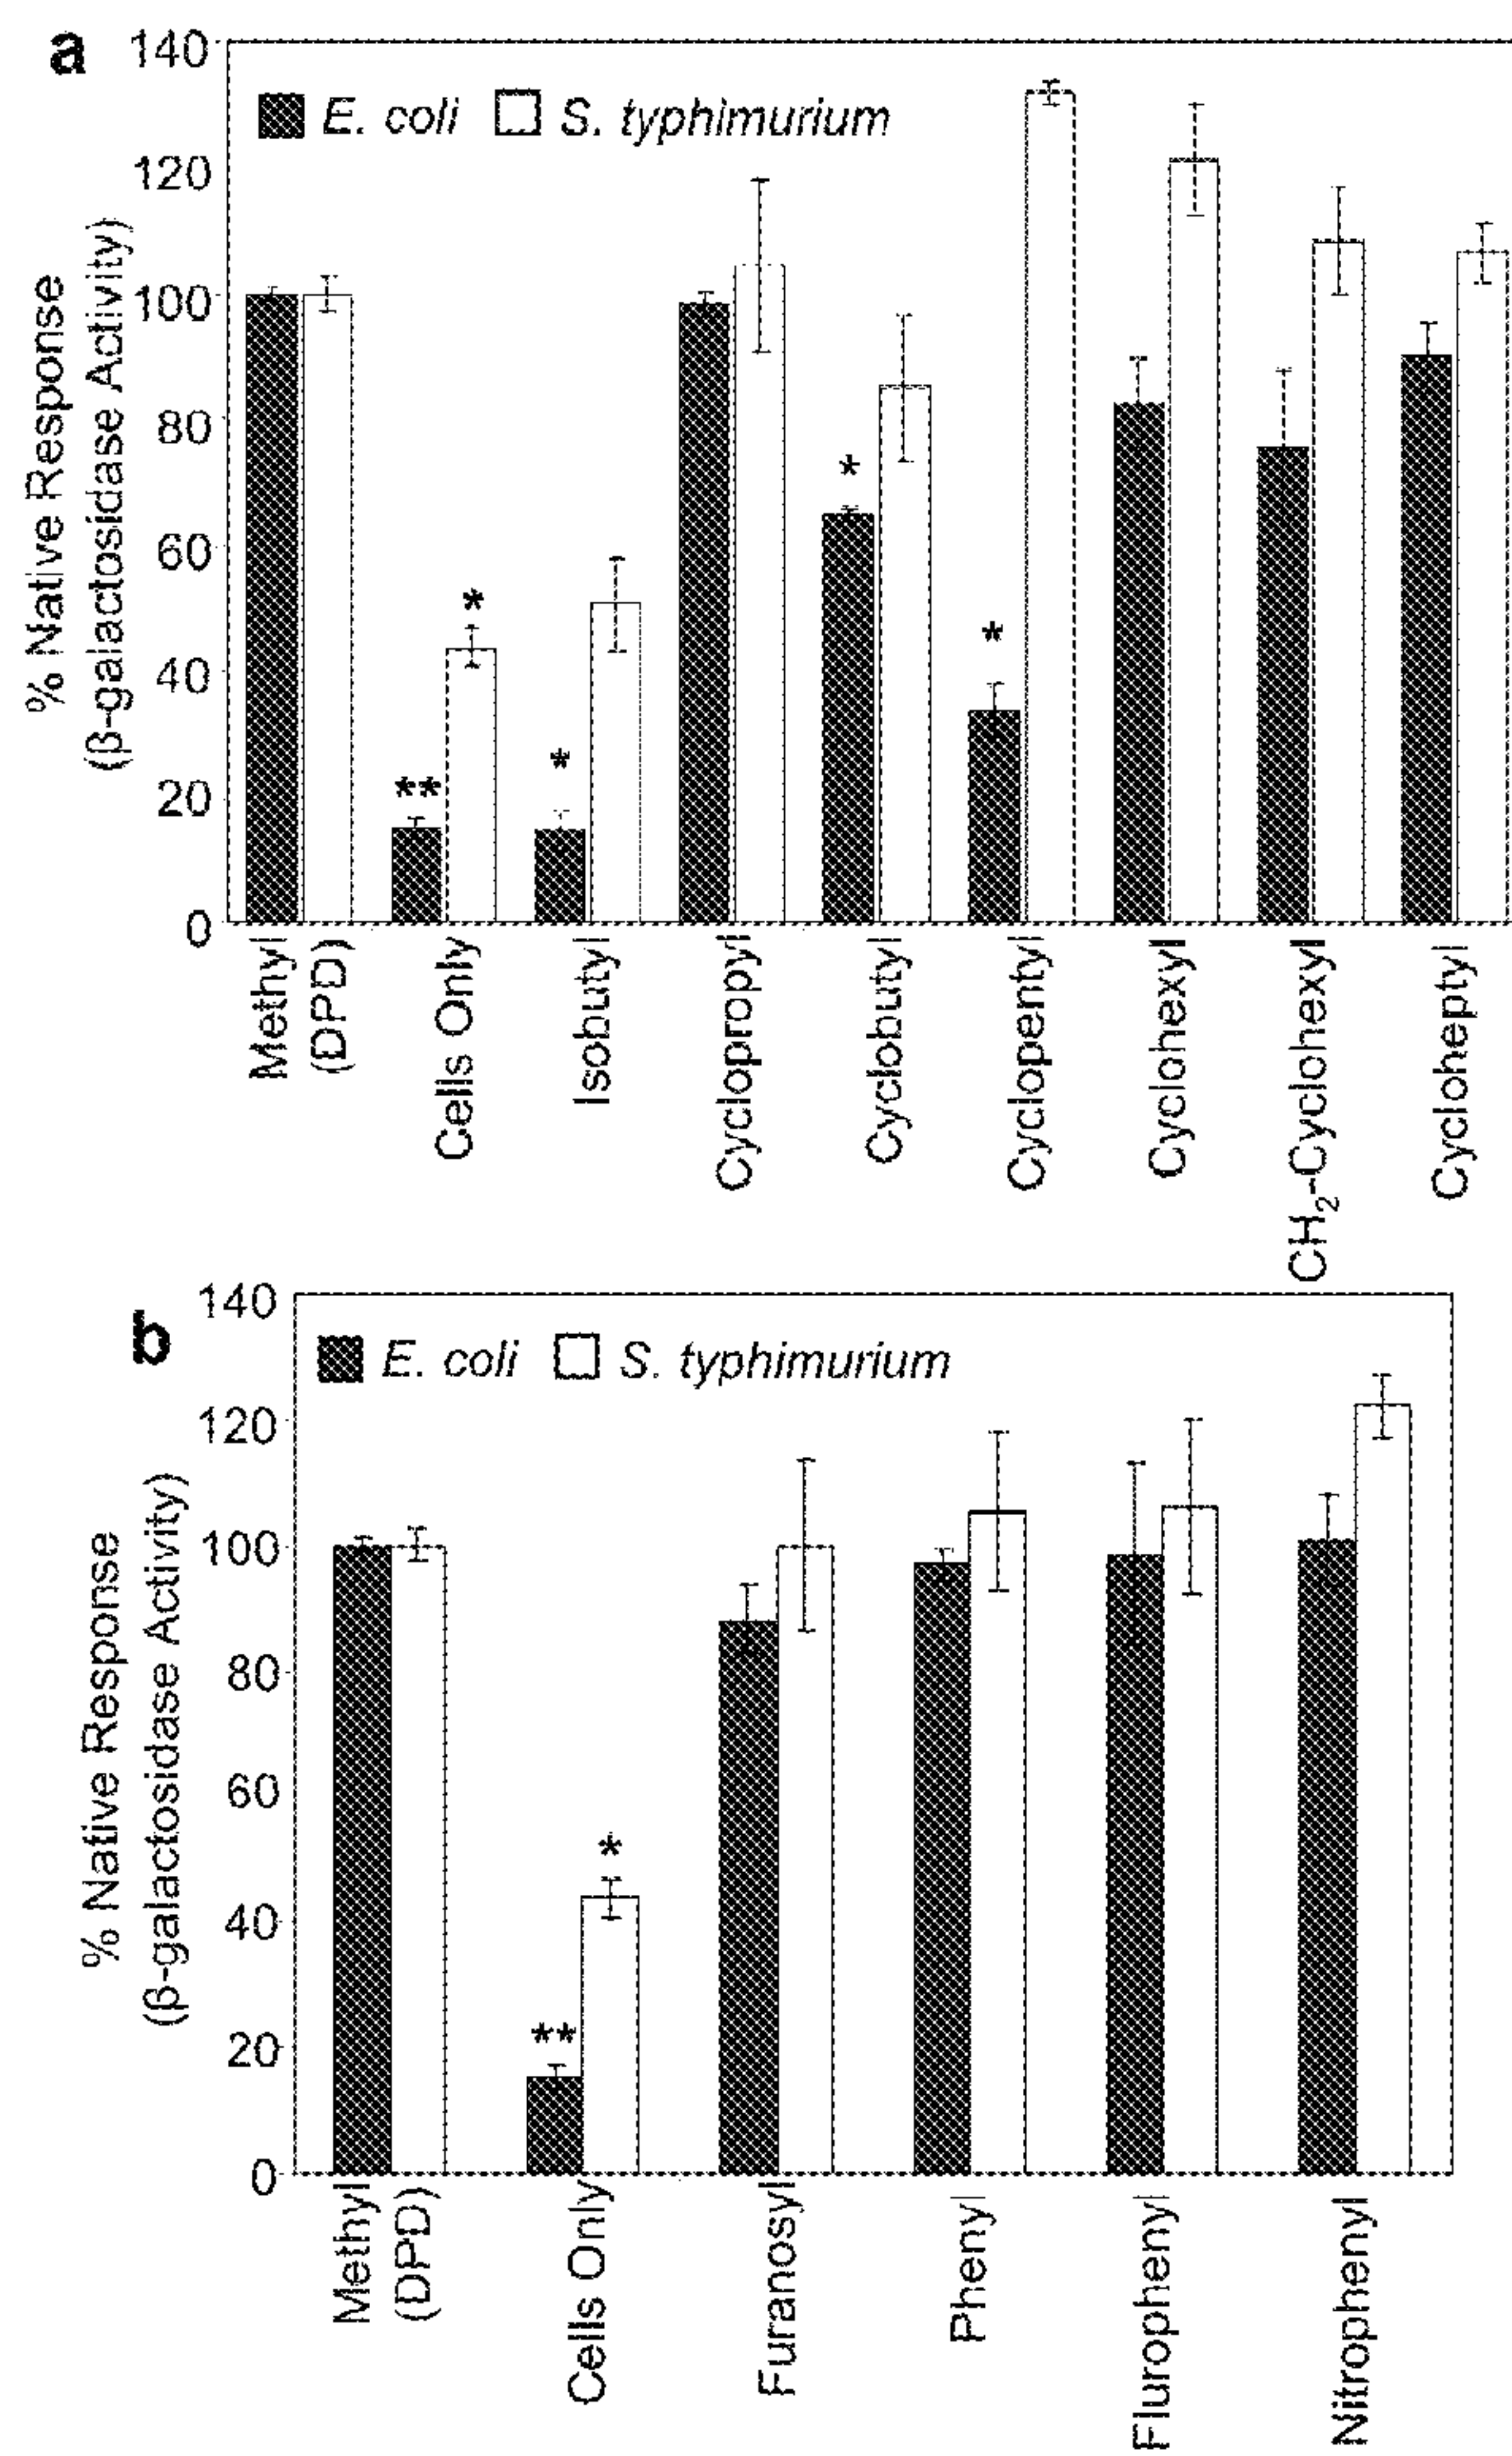 a
140
120
100
80
60
40
20
0
% Native Response
(β-galactosidase Activity)
E. coli
S. typhimurium
**
*
*
*
*
Methyl
(DPD)
Cells Only
Isobutyl
Cyclopropyl
Cyclobutyl
Cyclopentyl
Cyclohexyl
CH₂-Cyclohexyl
Cycloheptyl
b
140
120
100
80
60
40
20
0
% Native Response
(β-galactosidase Activity)
E. coli
S. typhimurium
**
*
Methyl
(DPD)
Cells Only
Furanosyl
Phenyl
Flurophenyl
Nitrophenyl